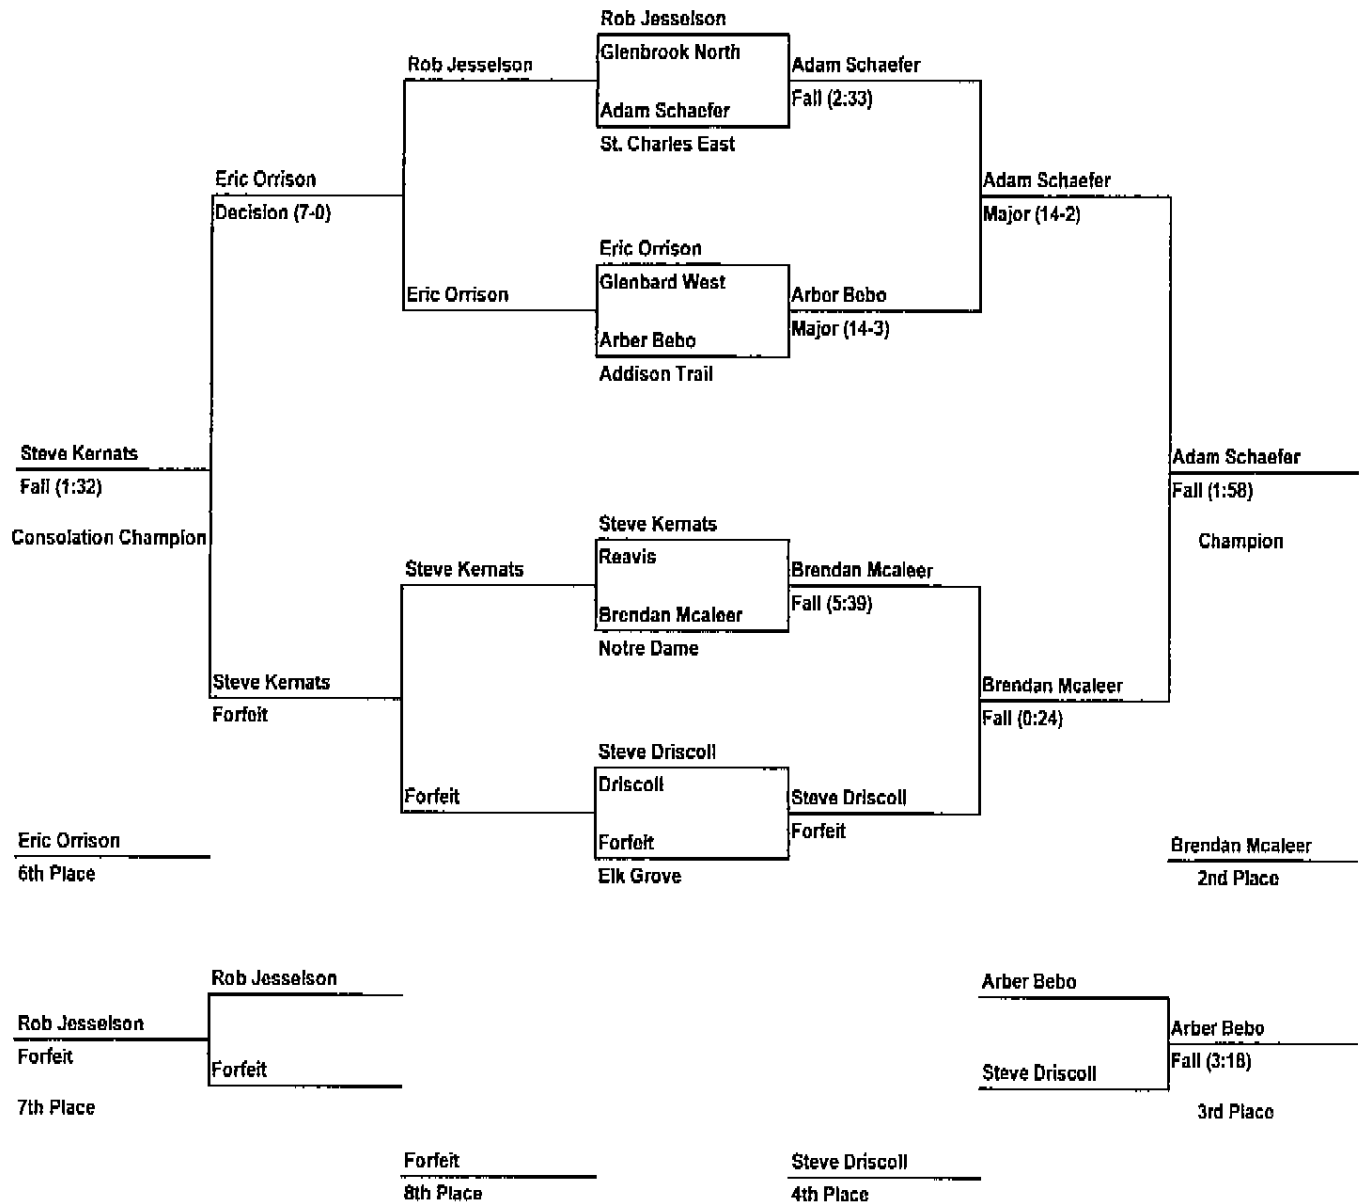 Rob Jesselson
Glenbrook North
Rob Jesselson
Adam Schaefer
Fall (2:33)
Adam Schaefer
St. Charles East
Eric Orrison
Decision (7-0)
Adam Schaefer
Major (14-2)
Eric Orrison
Glenbard West
Eric Orrison
Arber Bebo
Major (14-3)
Arber Bebo
Addison Trail
Steve Kernats
Fall (1:32)
Consolation Champion
Adam Schaefer
Fall (1:58)
Champion
Steve Kernats
Reavis
Steve Kernats
Brendan Mcaleer
Fall (5:39)
Brendan Mcaleer
Notre Dame
Steve Kernats
Forfeit
Brendan Mcaleer
Fall (0:24)
Steve Driscoll
Driscoll
Forfeit
Steve Driscoll
Forfeit
Forfeit
Elk Grove
Eric Orrison
6th Place
Brendan Mcaleer
2nd Place
Rob Jesselson
Rob Jesselson
Forfeit
Forfeit
7th Place
Arber Bebo
Arber Bebo
Fall (3:18)
Steve Driscoll
3rd Place
Forfeit
8th Place
Steve Driscoll
4th Place